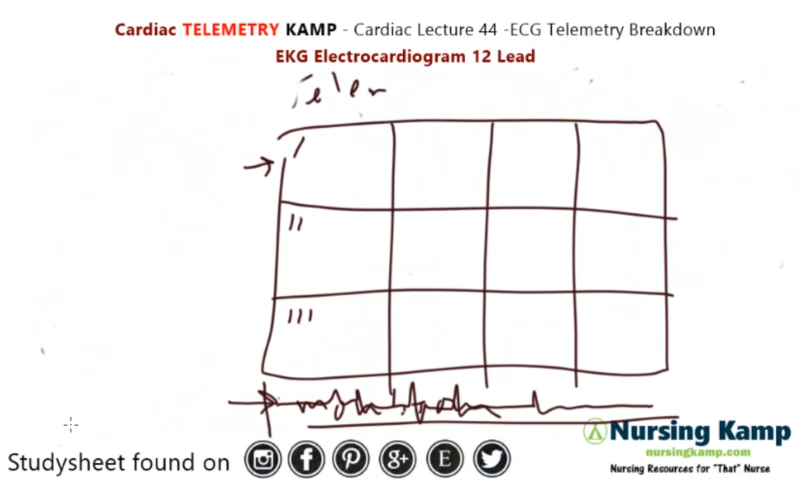 Cardiac TELEMETRY KAMP - Cardiac Lecture 44 -ECG Telemetry Breakdown
EKG Electrocardiogram 12 Lead
Telem
I
II
III
Nursing Kamp
nursingkamp.com
Nursing Resources for "That" Nurse
Studysheet found on